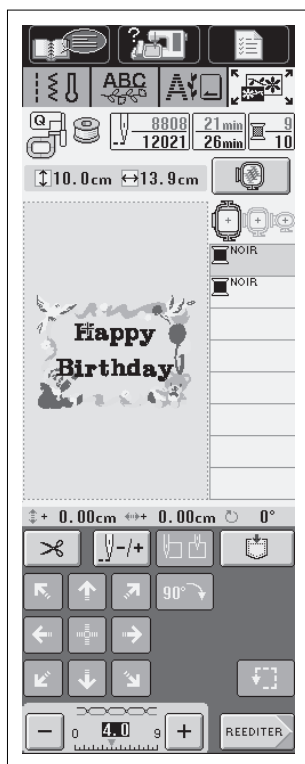 ?
ABC A
Q 8808 21min 9
12021 26min 10
10.0cm 13.9cm
NOIR
NOIR
Happy
Birthday
+ 0.00cm + 0.00cm 0°
-/+
90°
0 4.0 9
- +
REEDITER